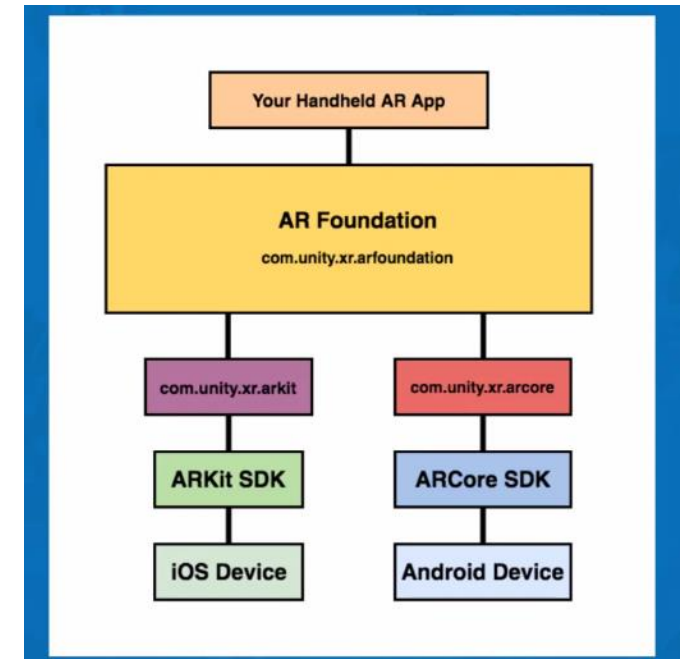 Your Handheld AR App
AR Foundation
com.unity.xr.arfoundation
com.unity.xr.arkit
com.unity.xr.arcore
ARKit SDK
ARCore SDK
iOS Device
Android Device